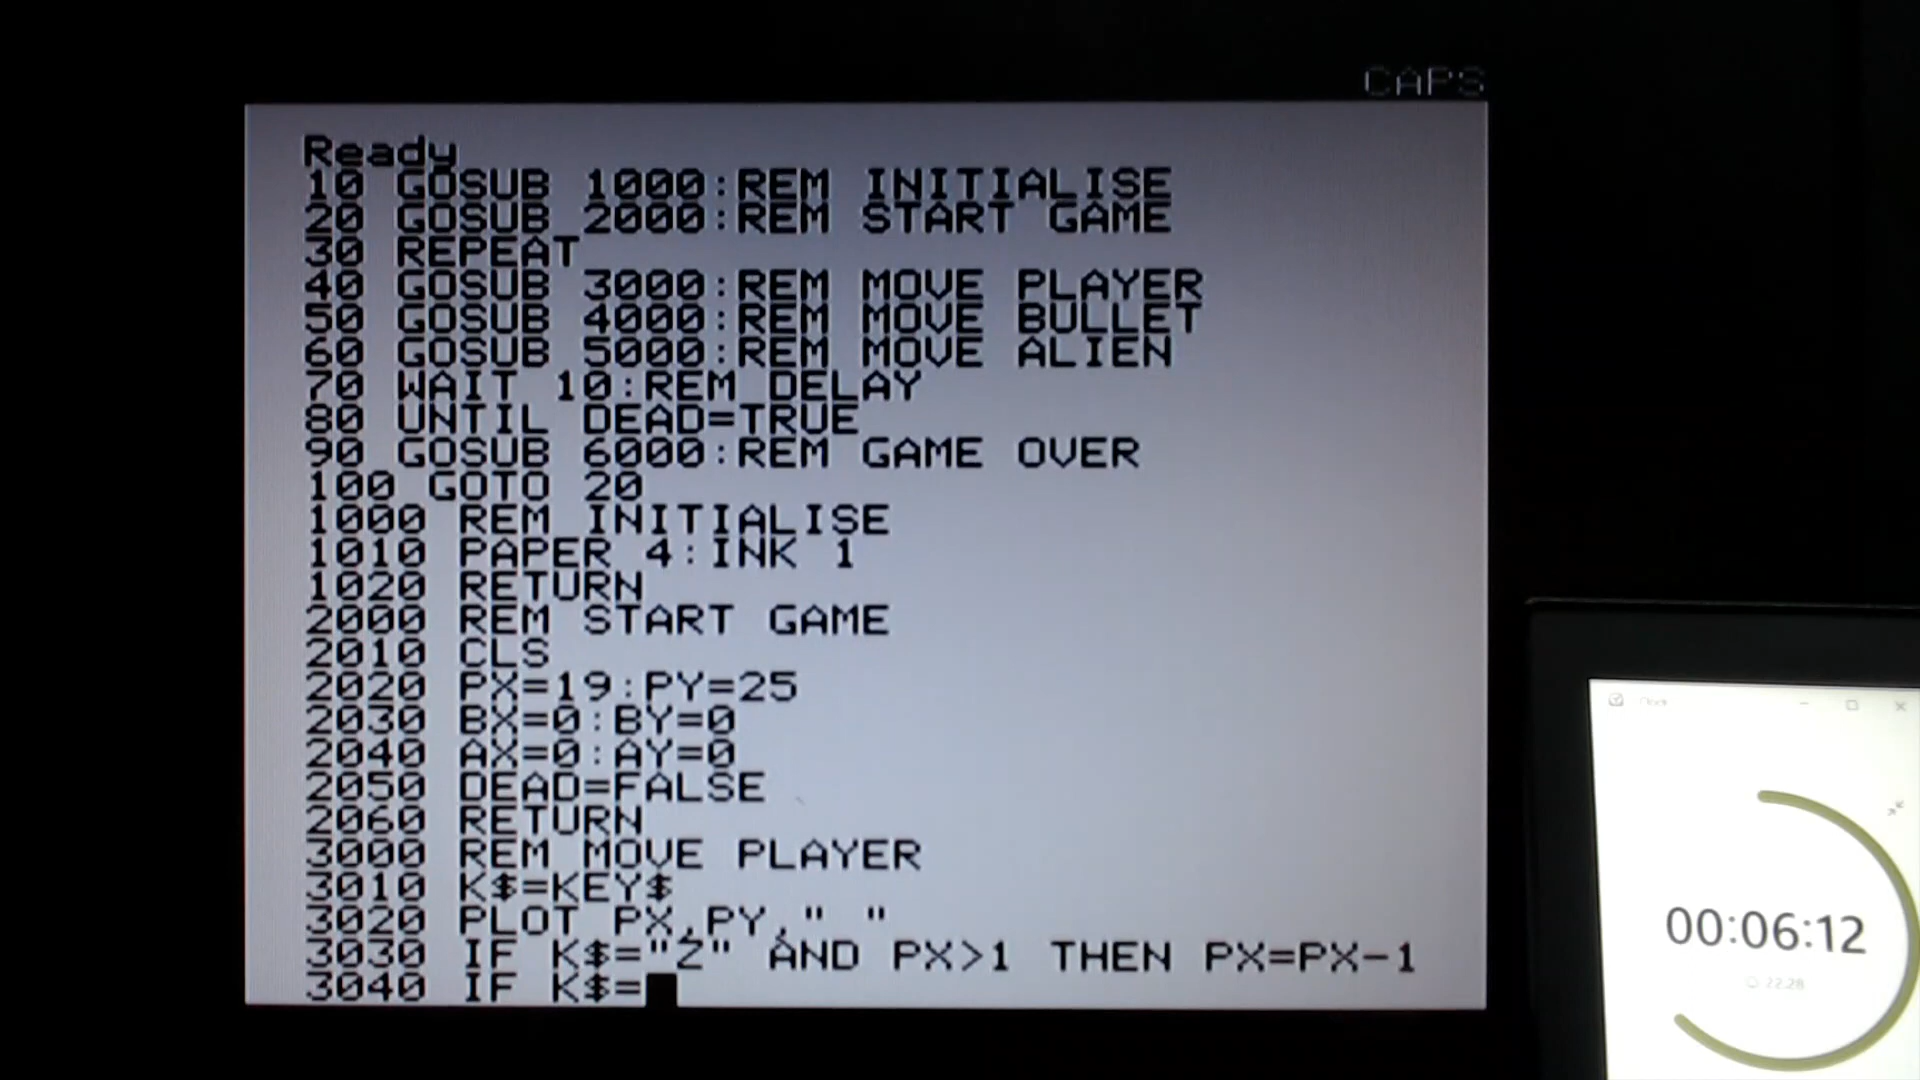 CAPS
Ready
10 GOSUB 1000:REM INITIALISE
20 GOSUB 2000:REM START GAME
30 REPEAT
40 GOSUB 3000:REM MOVE PLAYER
50 GOSUB 4000:REM MOVE BULLET
60 GOSUB 5000:REM MOVE ALIEN
70 WAIT 10:REM DELAY
80 UNTIL DEAD=TRUE
90 GOSUB 6000:REM GAME OVER
100 GOTO 20
1000 REM INITIALISE
1010 PAPER 4:INK 1
1020 RETURN
2000 REM START GAME
2010 CLS
2020 PX=19:PY=25
2030 BX=0:BY=0
2040 AX=0:AY=0
2050 DEAD=FALSE
2060 RETURN
3000 REM MOVE PLAYER
3010 K$=KEY$
3020 PLOT PX,PY," "
3030 IF K$="Z" AND PX>1 THEN PX=PX-1
3040 IF K$=
Clock
00:06:12
22:28